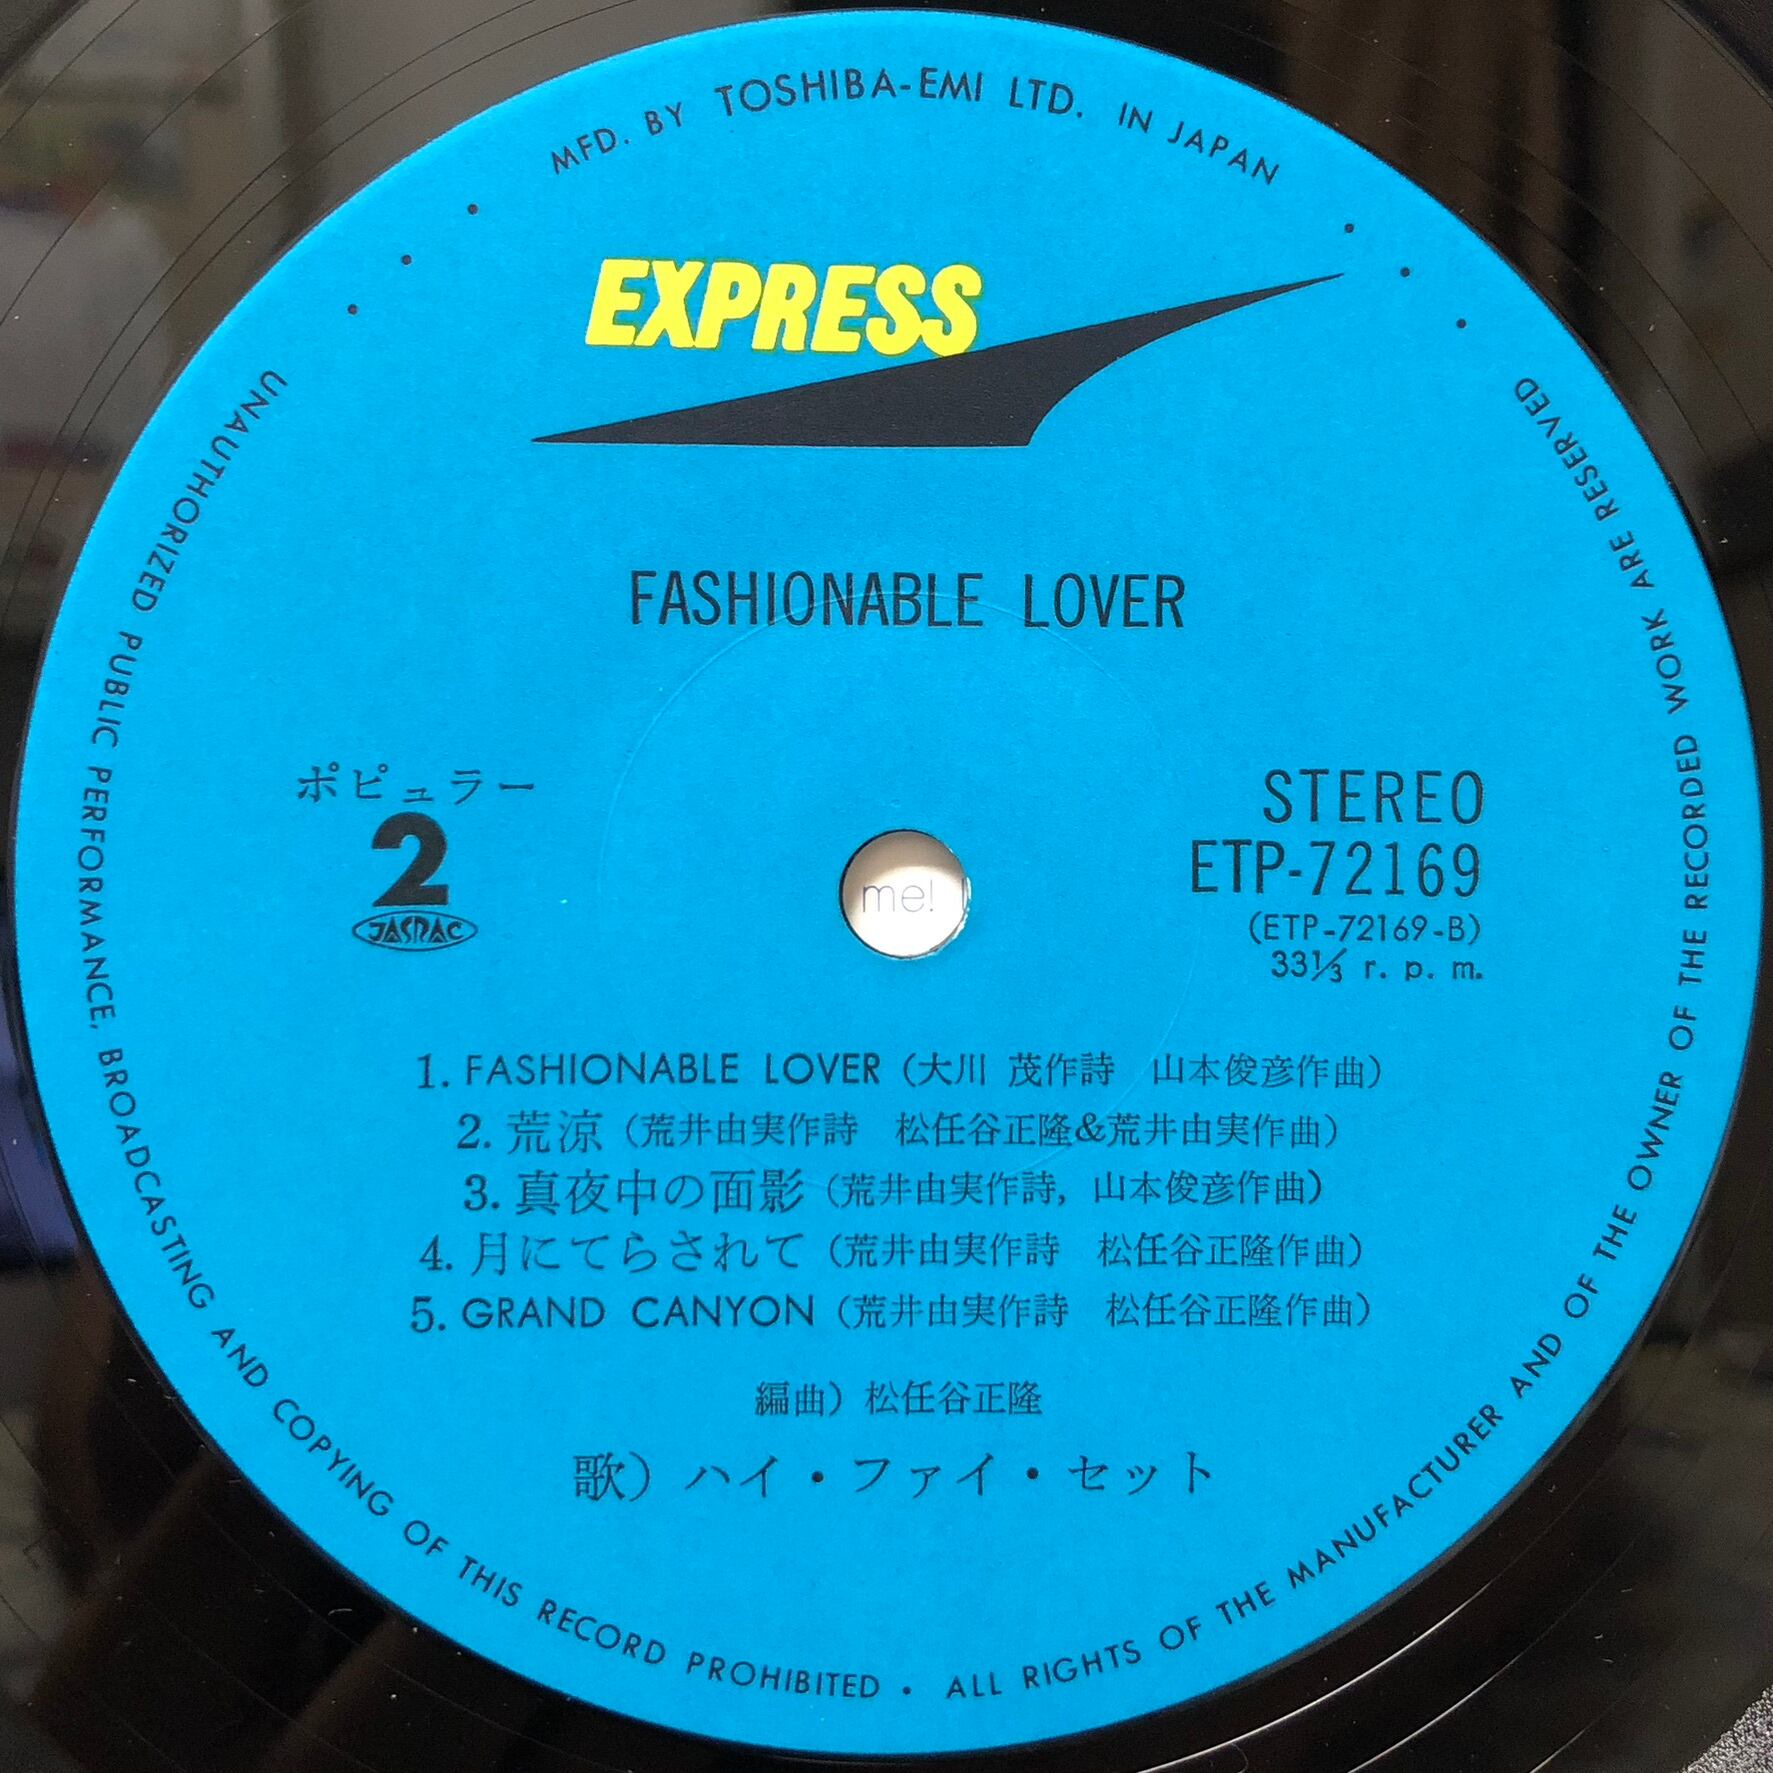 MFD. BY TOSHIBA-EMI LTD. IN JAPAN
EXPRESS
FASHIONABLE LOVER
ポピュラー
2
JASRAC
STEREO
ETP-72169
(ETP-72169-B)
33⅓ r. p. m.
me!
1. FASHIONABLE LOVER (大川 茂作詩 山本俊彦作曲)
2. 荒涼 (荒井由実作詩 松任谷正隆&荒井由実作曲)
3. 真夜中の面影 (荒井由実作詩, 山本俊彦作曲)
4. 月にてらされて (荒井由実作詩 松任谷正隆作曲)
5. GRAND CANYON (荒井由実作詩 松任谷正隆作曲)
編曲) 松任谷正隆
歌) ハイ・ファイ・セット
UNAUTHORIZED PUBLIC PERFORMANCE, BROADCASTING AND COPYING OF THIS RECORD PROHIBITED • ALL RIGHTS OF THE MANUFACTURER AND OF THE OWNER OF THE RECORDED WORK ARE RESERVED